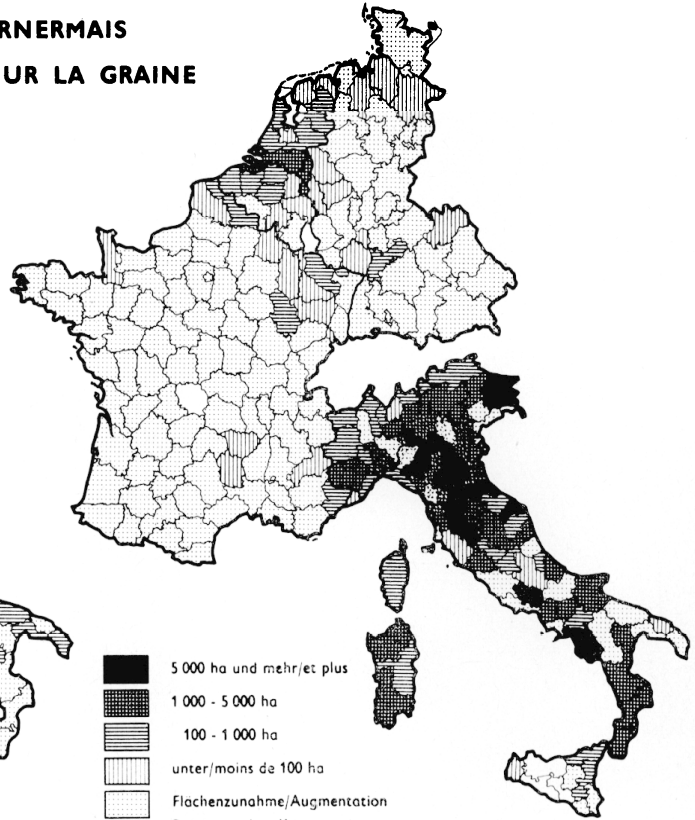 RNERMAIS
UR LA GRAINE
5 000 ha und mehr/et plus
1 000 - 5 000 ha
100 - 1 000 ha
unter/moins de 100 ha
Flächenzunahme/Augmentation